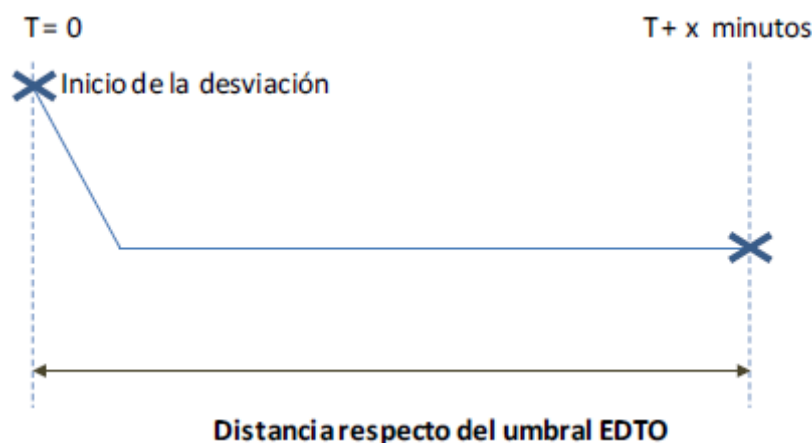 T= 0
T+ x minutos
Inicio de la desviación
Distancia respecto del umbral EDTO